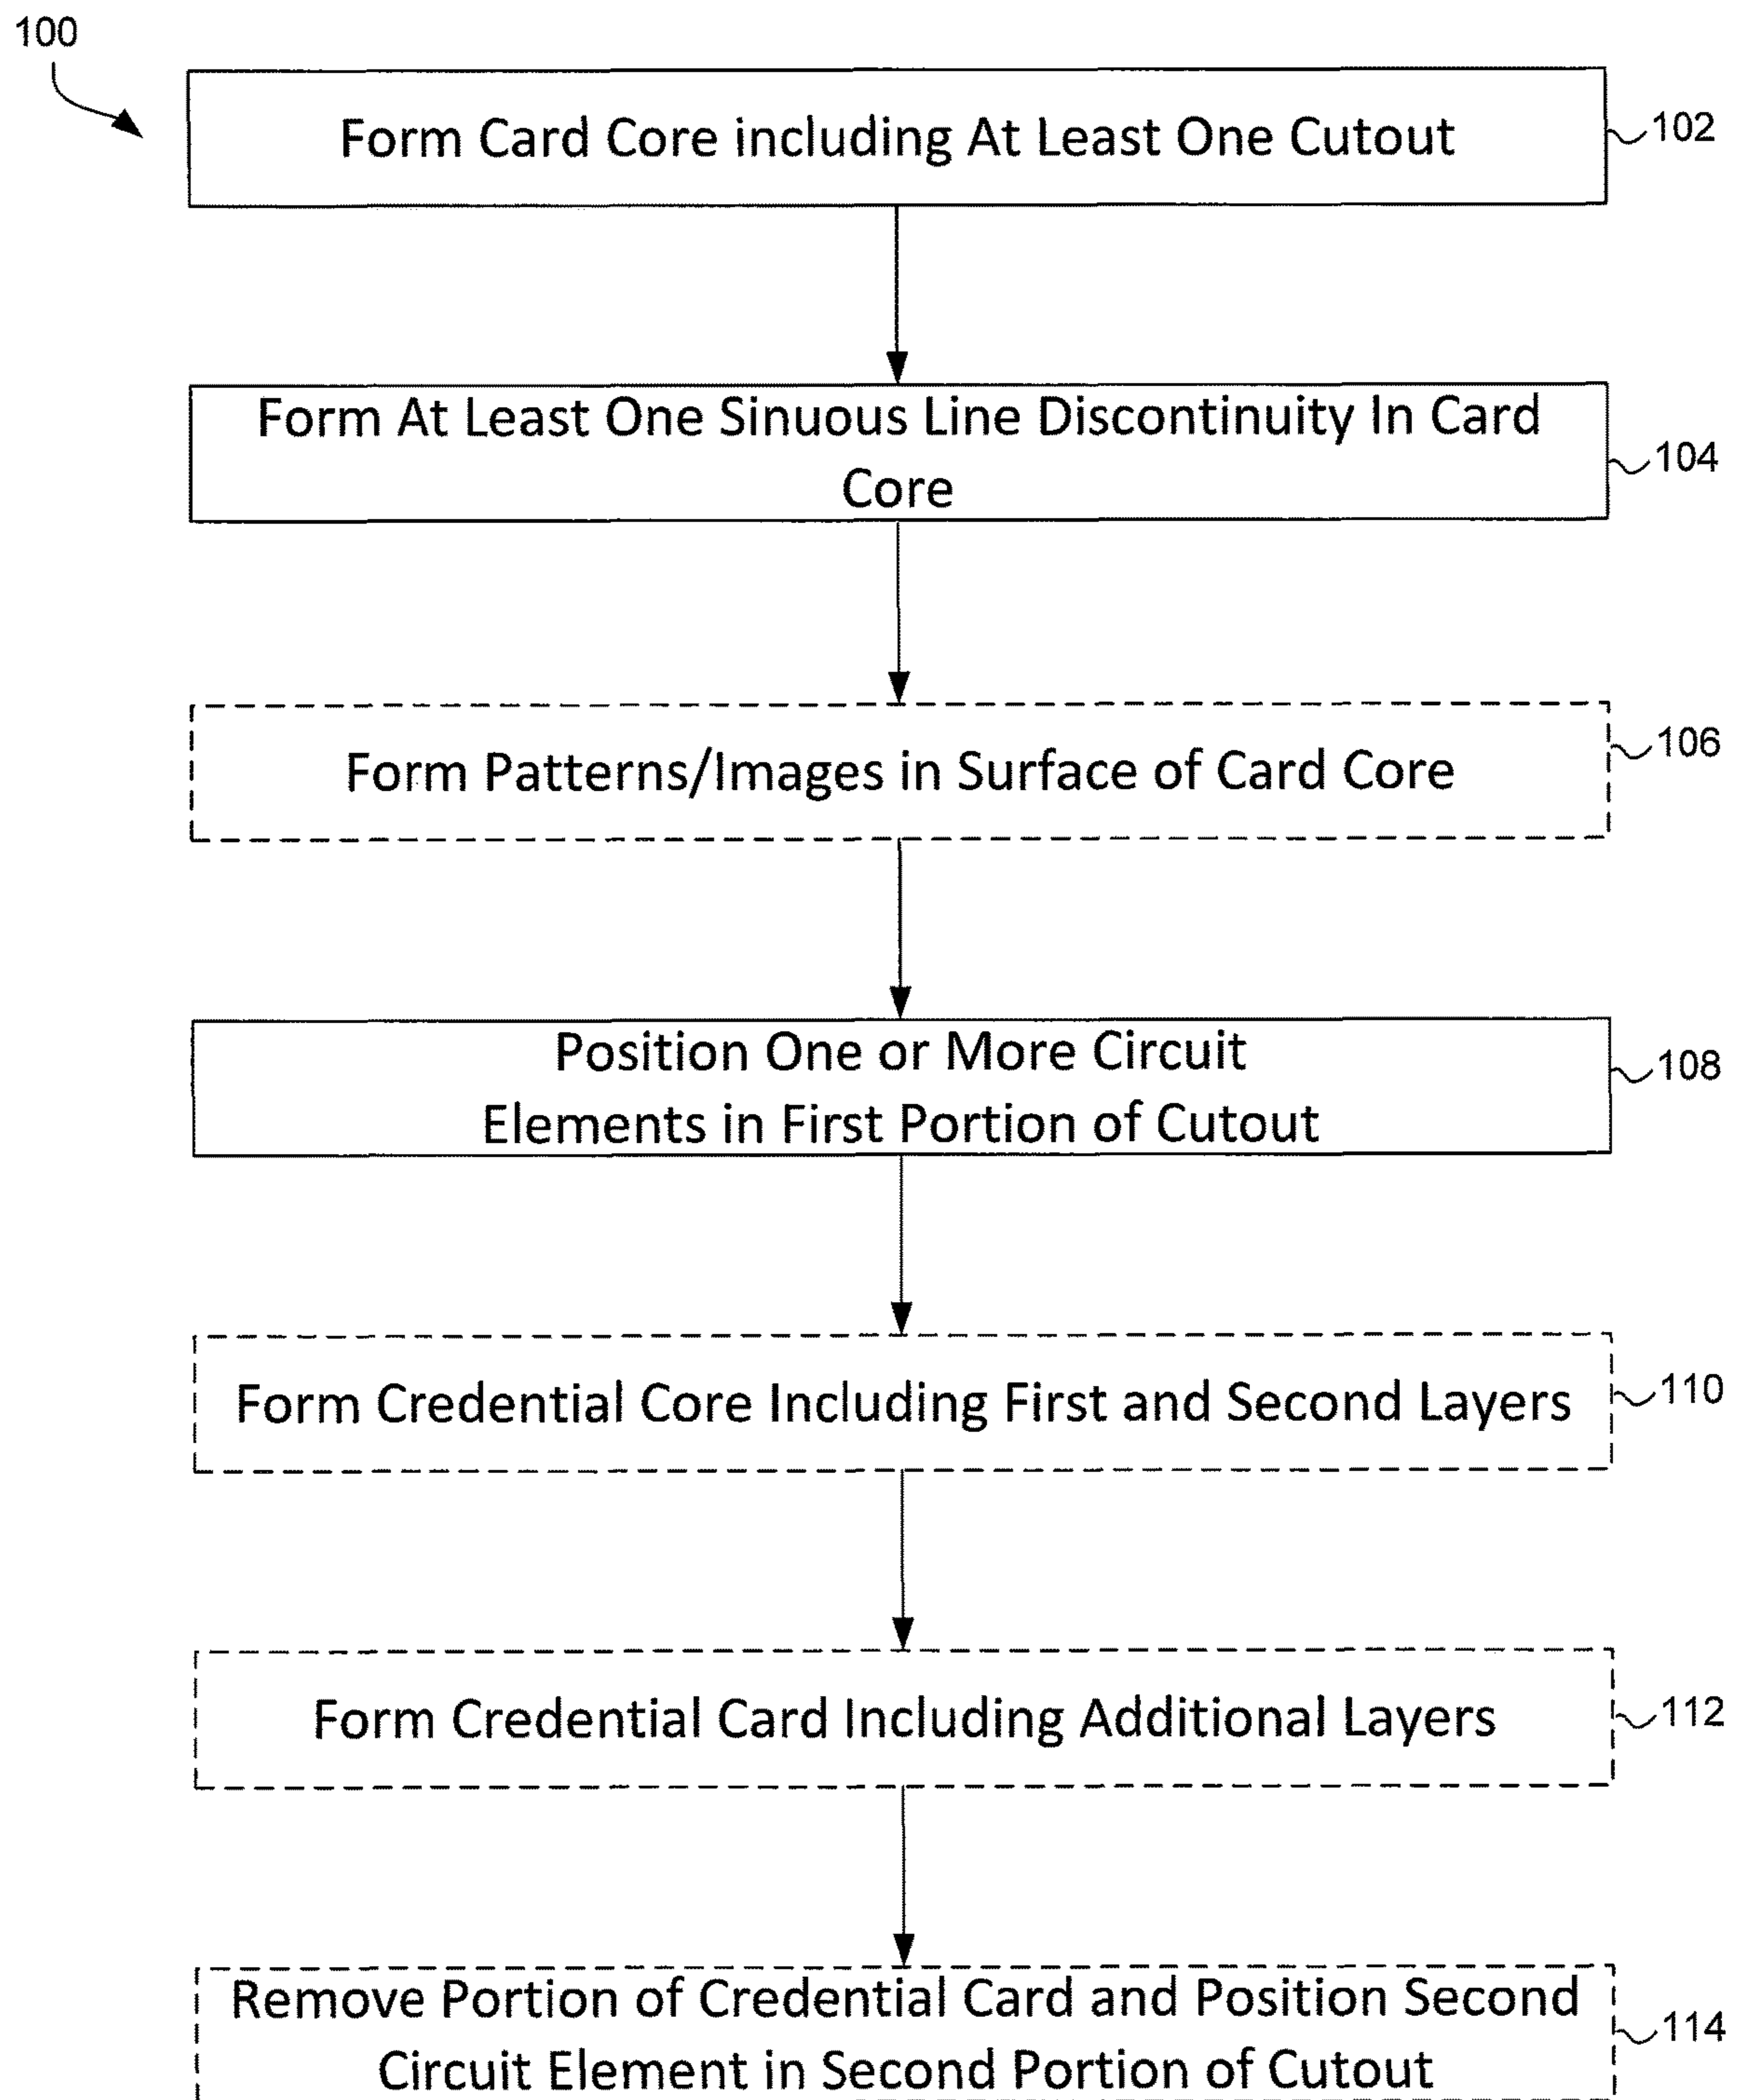 100
Form Card Core including At Least One Cutout
102
Form At Least One Sinuous Line Discontinuity In Card
Core
104
Form Patterns/Images in Surface of Card Core
106
Position One or More Circuit
Elements in First Portion of Cutout
108
Form Credential Core Including First and Second Layers
110
Form Credential Card Including Additional Layers
112
Remove Portion of Credential Card and Position Second
Circuit Element in Second Portion of Cutout
114